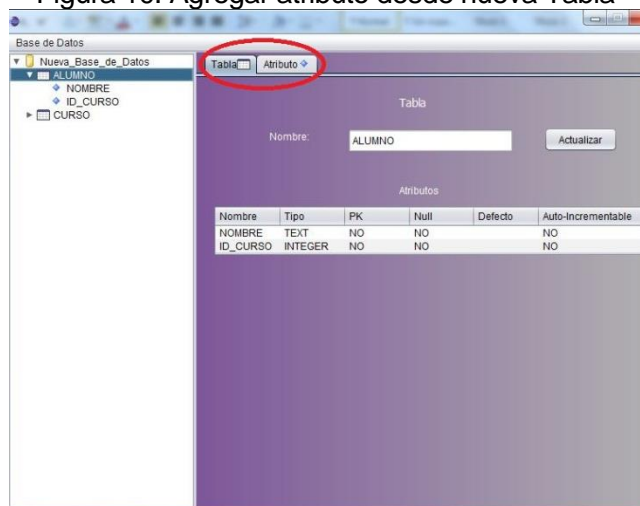 Figura 10. Agregar atributo desde nueva Tabla
Base de Datos
Nueva_Base_de_Datos
ALUMNO
NOMBRE
ID_CURSO
CURSO
Tabla Atributo
Tabla
Nombre: ALUMNO Actualizar
Atributos
Nombre Tipo PK Null Defecto Auto-Incrementable
NOMBRE TEXT NO NO NO
ID_CURSO INTEGER NO NO NO